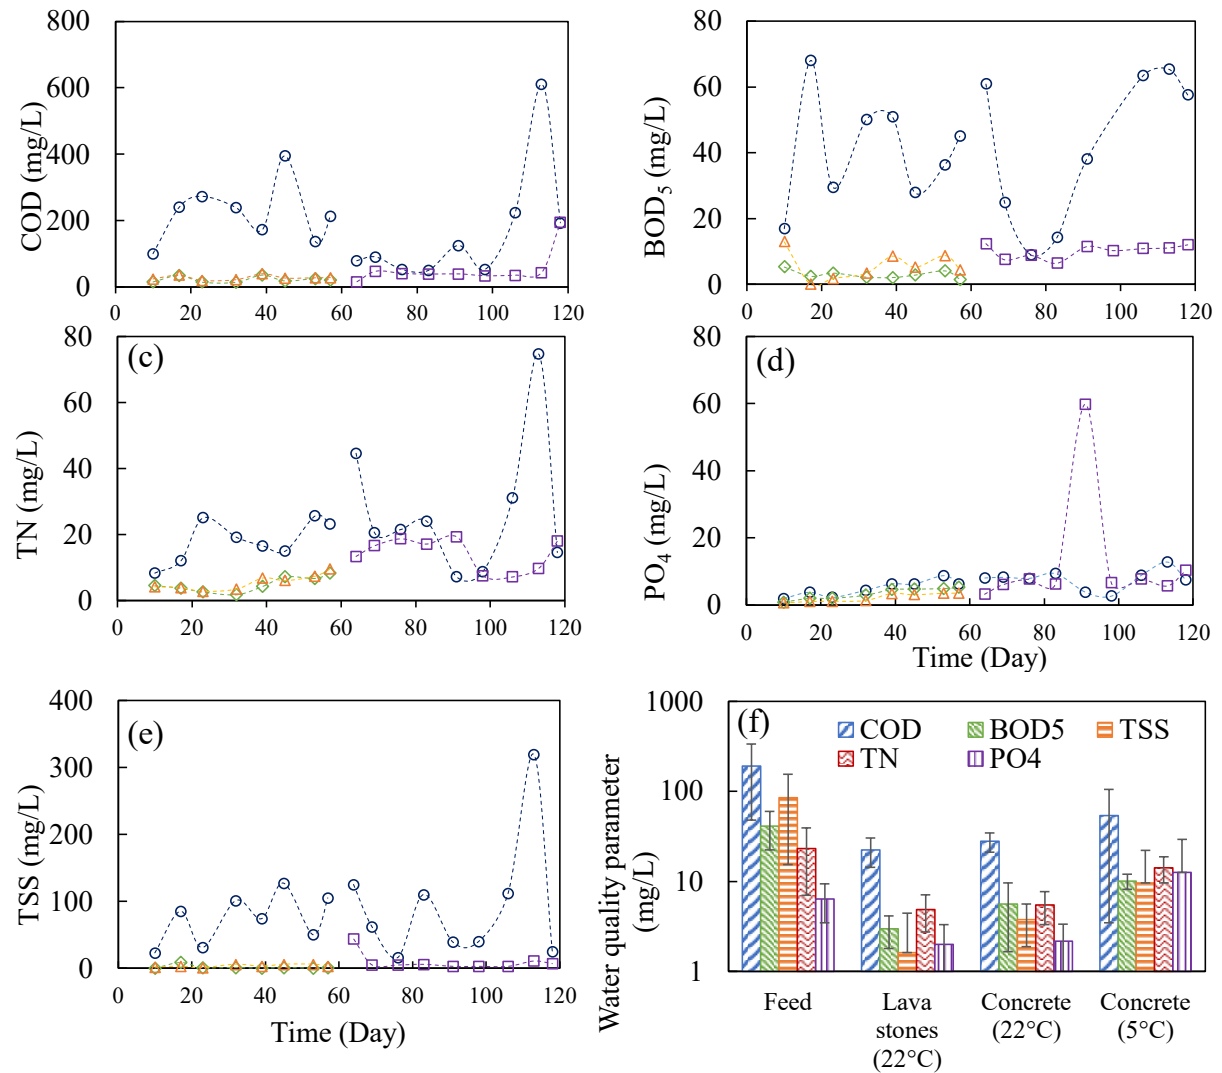 800
600
400
200
0
COD (mg/L)
0 20 40 60 80 100 120
80
60
40
20
0
BOD5 (mg/L)
0 20 40 60 80 100 120
(c)
80
60
40
20
0
TN (mg/L)
0 20 40 60 80 100 120
(d)
80
60
40
20
0
PO4 (mg/L)
0 20 40 60 80 100 120
Time (Day)
(e)
400
300
200
100
0
TSS (mg/L)
0 20 40 60 80 100 120
Time (Day)
(f)
COD BOD5 TSS
TN PO4
1000
100
10
1
Water quality parameter
(mg/L)
Feed
Lava
stones
(22°C)
Concrete
(22°C)
Concrete
(5°C)